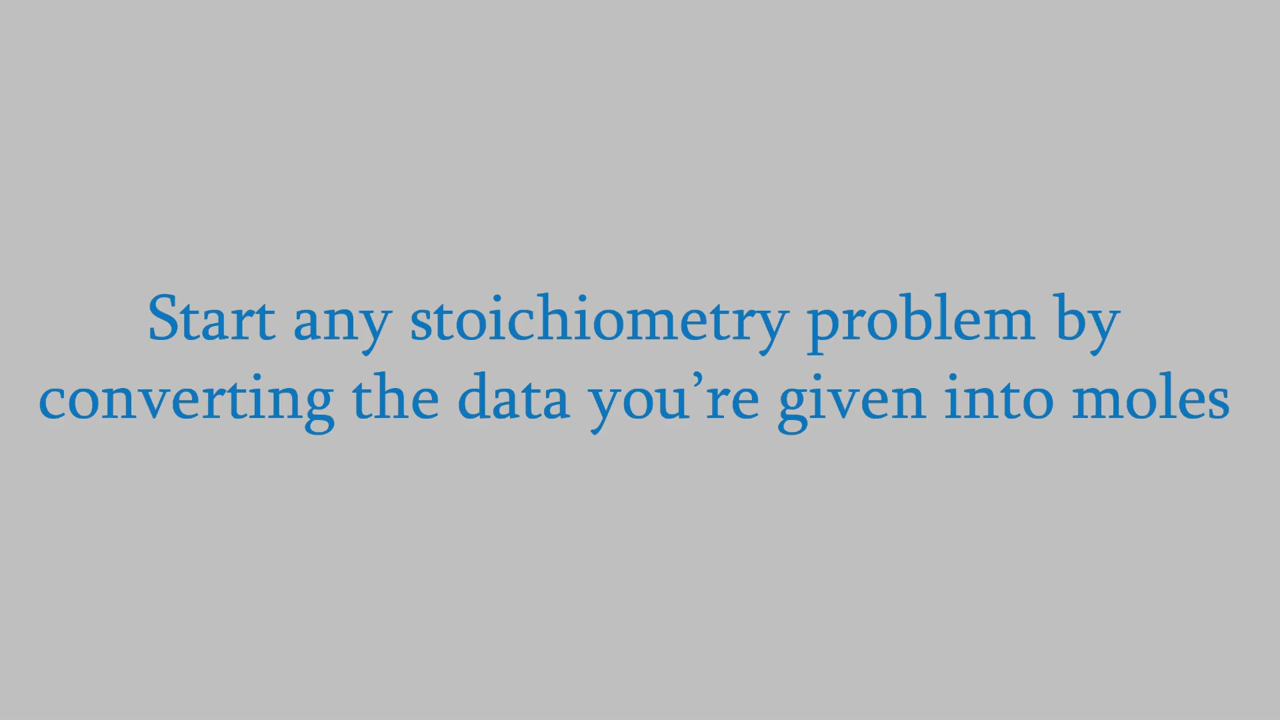 Start any stoichiometry problem by
converting the data you’re given into moles